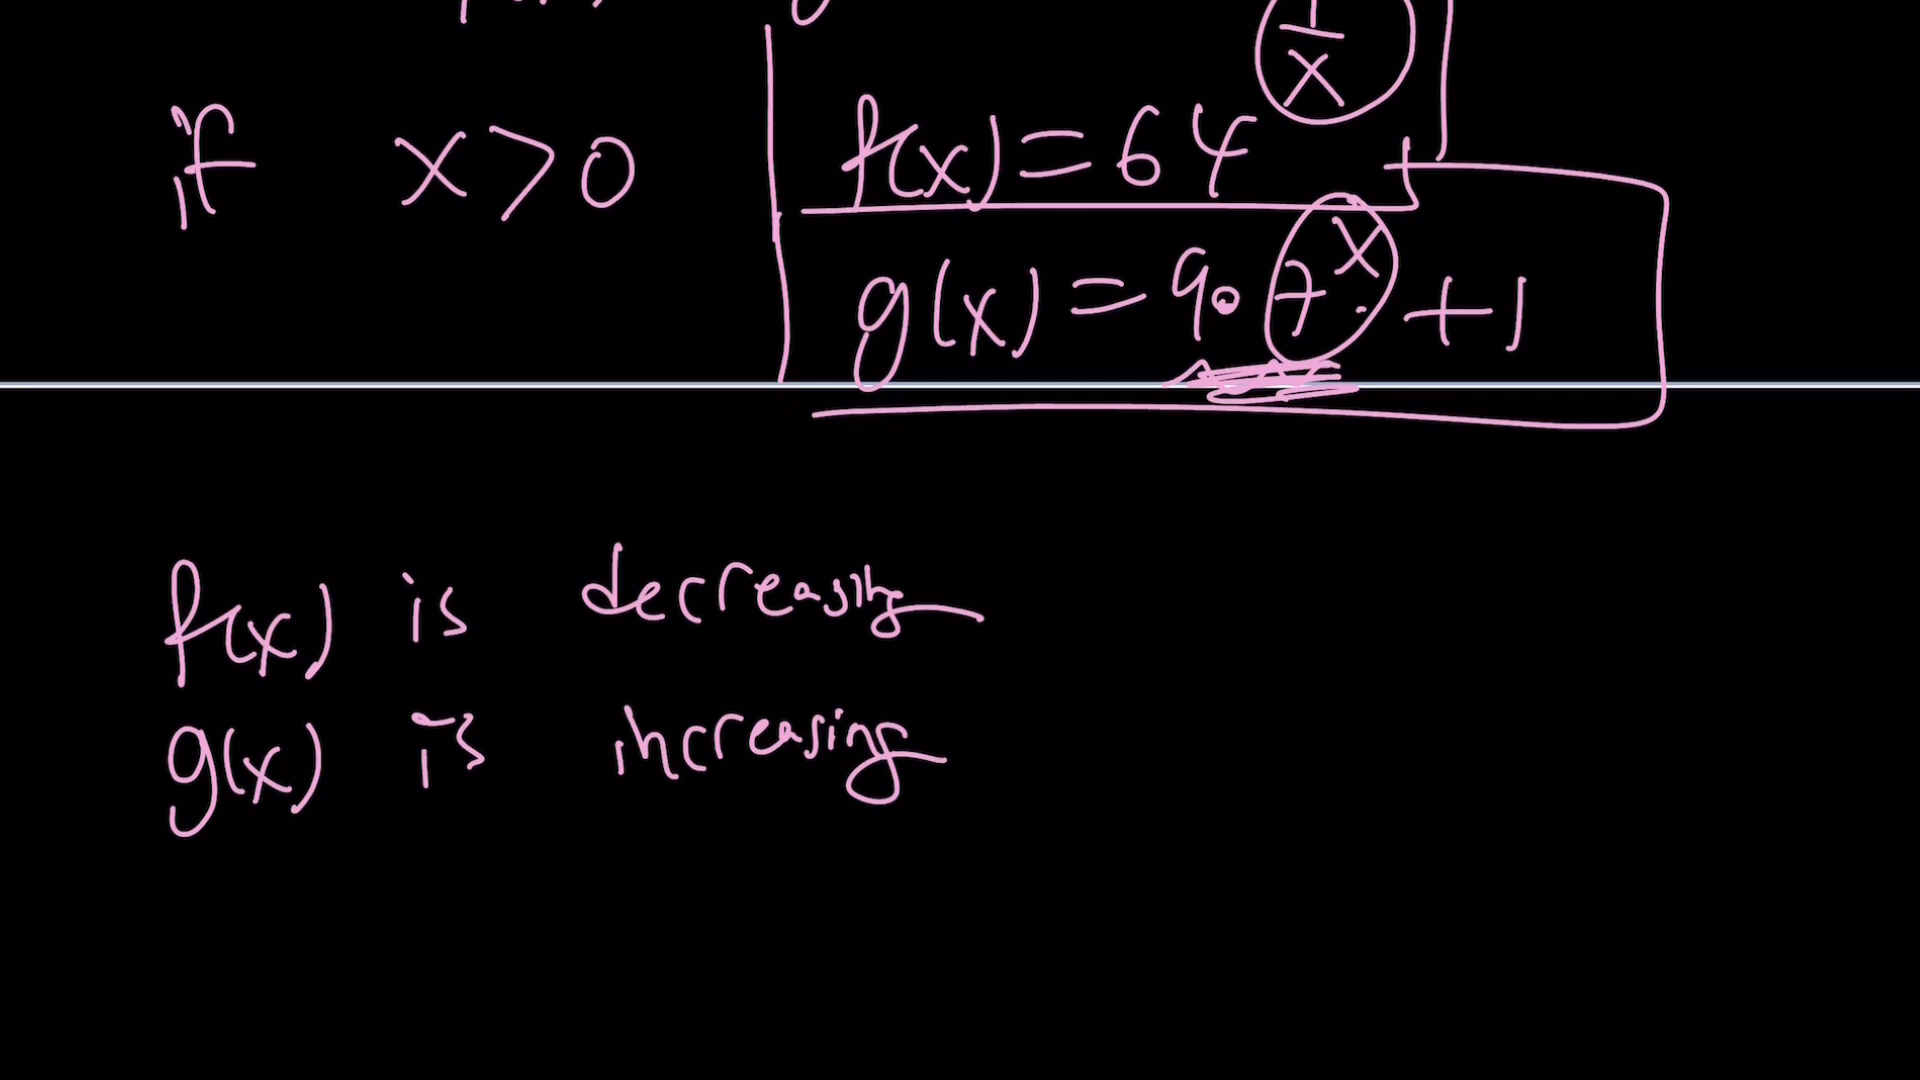 if x>0
f(x)=64^(1/x)
g(x)=9·7^x+1
f(x) is decreasing
g(x) is increasing